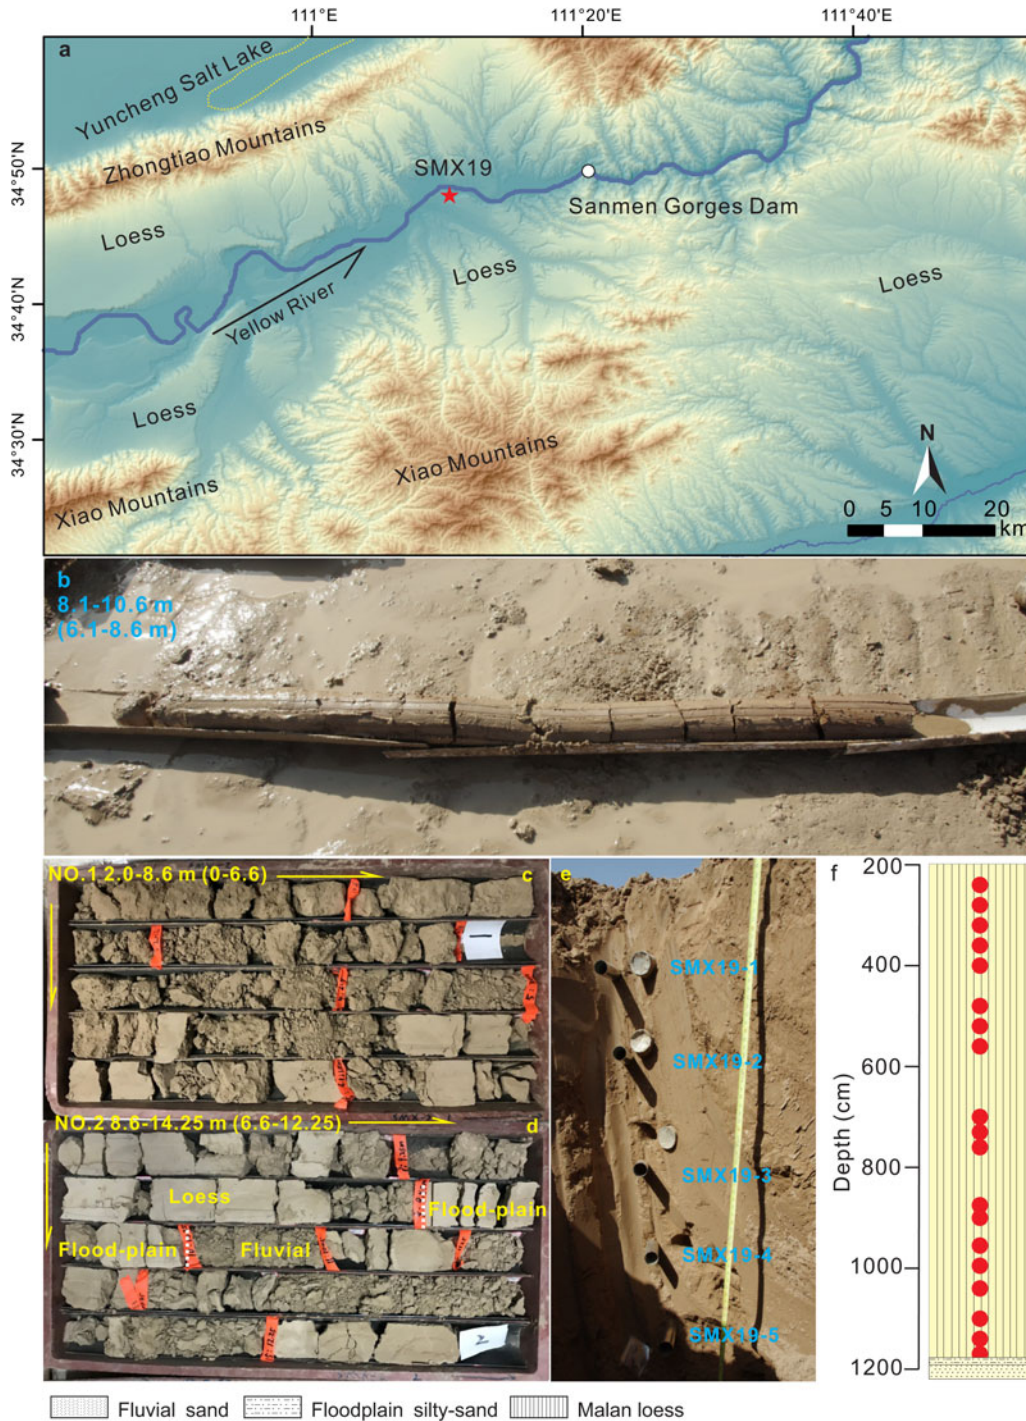 111°E
111°20'E
111°40'E
a
Yuncheng Salt Lake
Zhongtiao Mountains
34°50'N
SMX19
Sanmen Gorges Dam
Loess
Loess
Loess
34°40'N
Yellow River
Loess
34°30'N
Xiao Mountains
Xiao Mountains
N
0 5 10 20
km
b
8.1-10.6 m
(6.1-8.6 m)
NO.1 2.0-8.6 m (0-6.6)
c
NO.2 8.6-14.25 m (6.6-12.25)
d
Loess
Flood-plain
Flood-plain
Fluvial
e
SMX19-1
SMX19-2
SMX19-3
SMX19-4
SMX19-5
f
200
400
600
800
1000
1200
Depth (cm)
Fluvial sand
Floodplain silty-sand
Malan loess